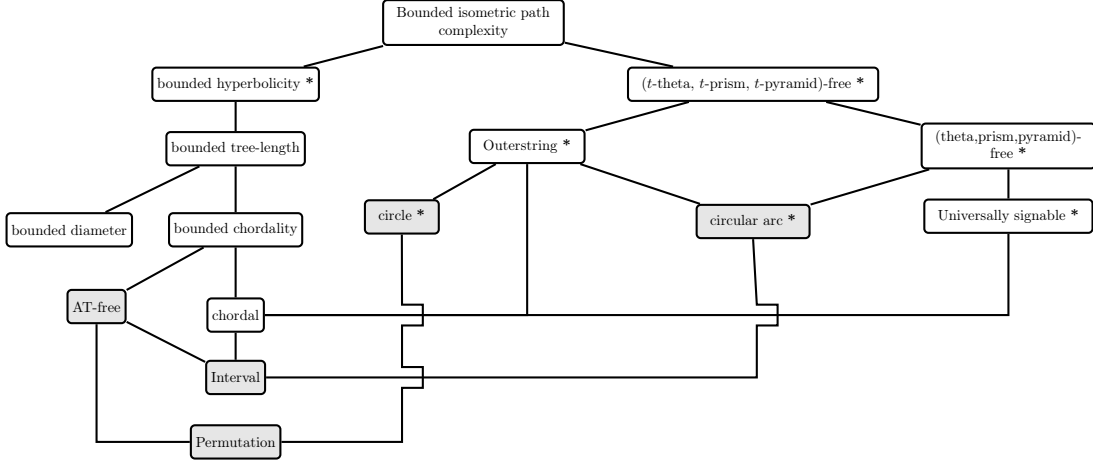 Bounded isometric path
complexity
bounded hyperbolicity *
(t-theta, t-prism, t-pyramid)-free *
bounded tree-length
Outerstring *
(theta,prism,pyramid)-
free *
bounded diameter
bounded chordality
circle *
circular arc *
Universally signable *
AT-free
chordal
Interval
Permutation